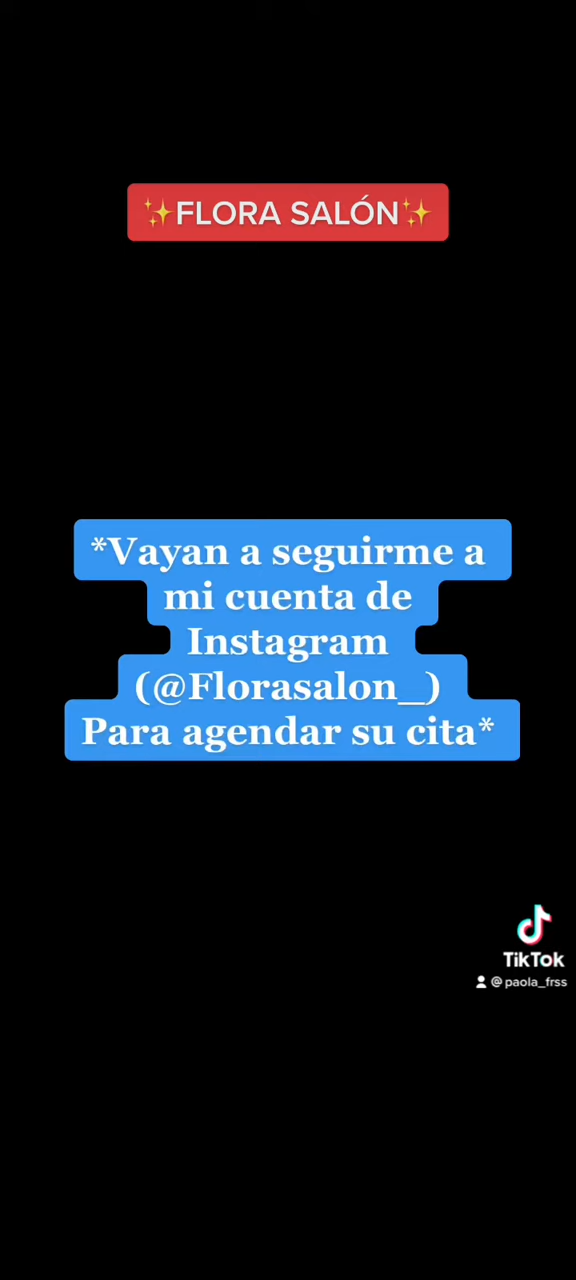 ✨FLORA SALÓN✨
*Vayan a seguirme a
mi cuenta de
Instagram
(@Florasalon_)
Para agendar su cita*
TikTok
@paola_frss